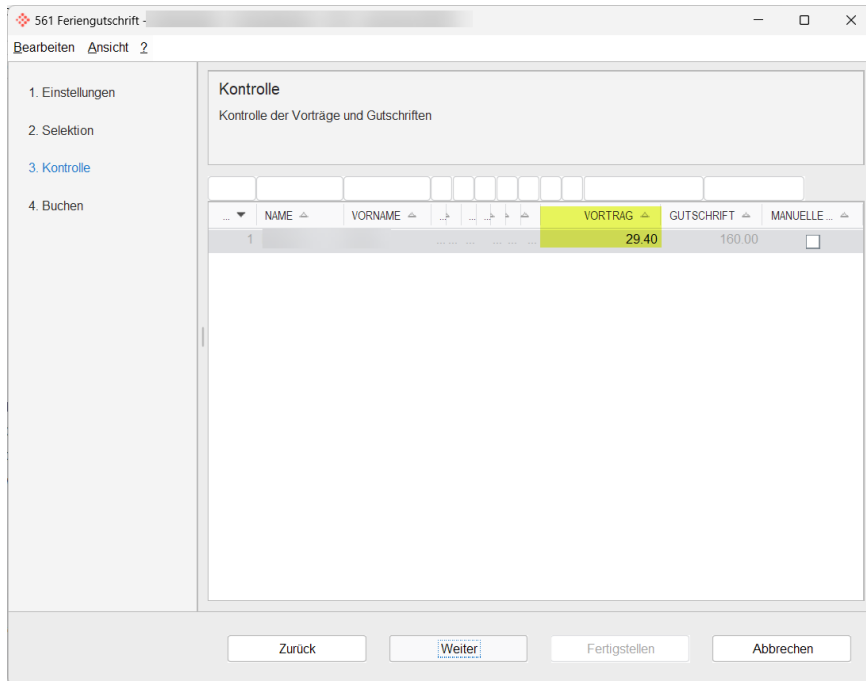 561 Feriengutschrift -
Bearbeiten Ansicht ?
1. Einstellungen
2. Selektion
3. Kontrolle
4. Buchen
Kontrolle
Kontrolle der Vorträge und Gutschriften
... NAME VORNAME ... ... ... VORTRAG GUTSCHRIFT MANUELLE ...
1 ... ... ... ... ... ... 29.40 160.00
Zurück Weiter Fertigstellen Abbrechen